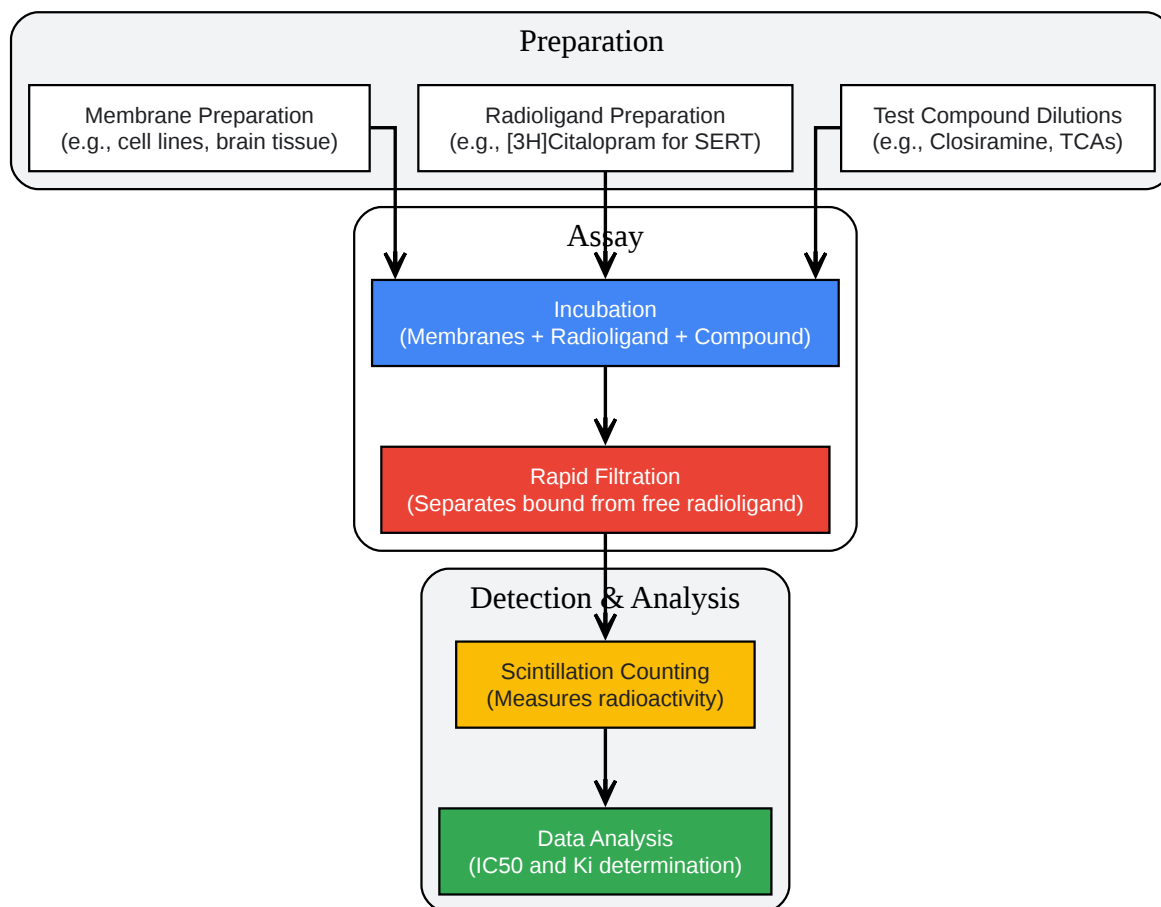 Preparation
Membrane Preparation
(e.g., cell lines, brain tissue)
Radioligand Preparation
(e.g., [3H]Citalopram for SERT)
Test Compound Dilutions
(e.g., Closiramine, TCAs)
Assay
Incubation
(Membranes + Radioligand + Compound)
Rapid Filtration
(Separates bound from free radioligand)
Detection & Analysis
Scintillation Counting
(Measures radioactivity)
Data Analysis
(IC50 and Ki determination)